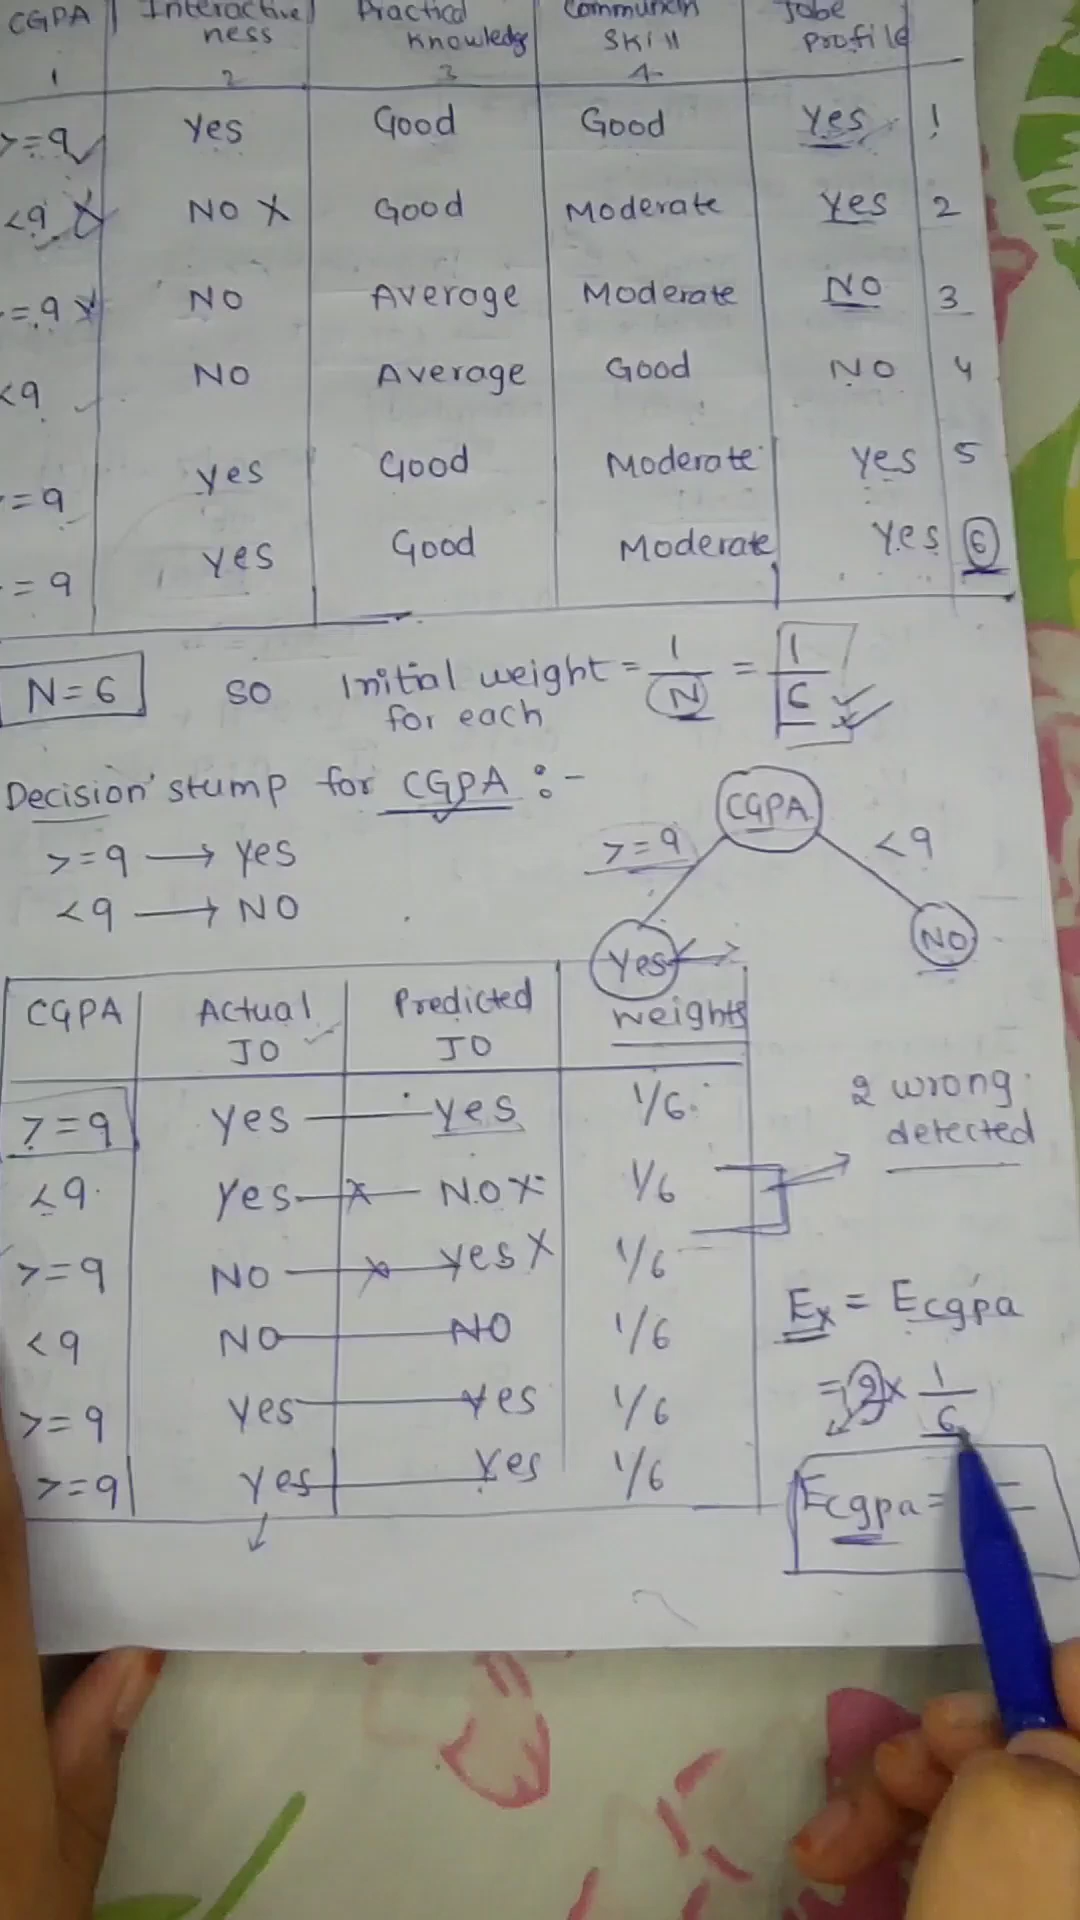 CGPA Interactive Practical Communicn Jobe
ness Knowledge Skill profile
1 2 3 4
>=9 Yes Good Good Yes 1
<9 X NO X Good Moderate Yes 2
=9 NO Average Moderate NO 3
<9 NO Average Good NO 4
=9 Yes Good Moderate Yes 5
=9 Yes Good Moderate Yes 6
N=6 so Initial weight = 1/N = 1/6
for each
Decision stump for CGPA :-
>=9 → Yes
<9 → NO
CGPA
>=9 <9
Yes NO
CGPA Actual Predicted Weights
JO JO
>=9 Yes Yes 1/6
<9 Yes X NO X 1/6
>=9 NO X Yes X 1/6
<9 NO NO 1/6
>=9 Yes Yes 1/6
>=9 Yes Yes 1/6
2 wrong
detected
Ex = Ecgpa
= 2 x 1/6
Ecgpa =